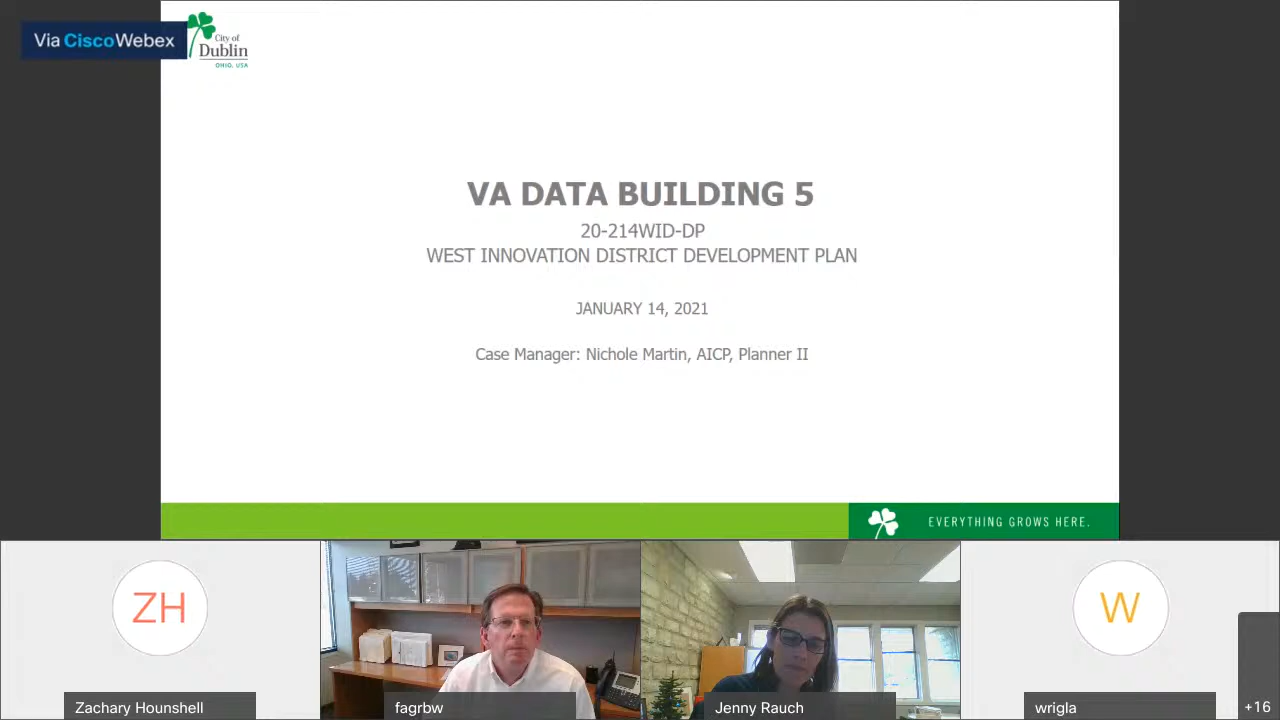 Via CiscoWebex
City of
Dublin
OHIO, USA
VA DATA BUILDING 5
20-214WID-DP
WEST INNOVATION DISTRICT DEVELOPMENT PLAN
JANUARY 14, 2021
Case Manager: Nichole Martin, AICP, Planner II
EVERYTHING GROWS HERE.
ZH
W
Zachary Hounshell
fagrbw
Jenny Rauch
wrigla
+16